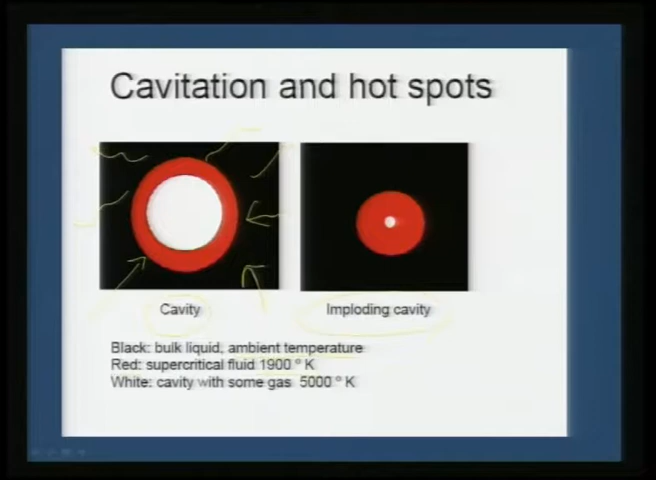 Cavitation and hot spots
Cavity
Imploding cavity
Black: bulk liquid, ambient temperature
Red: supercritical fluid 1900 ° K
White: cavity with some gas 5000 ° K